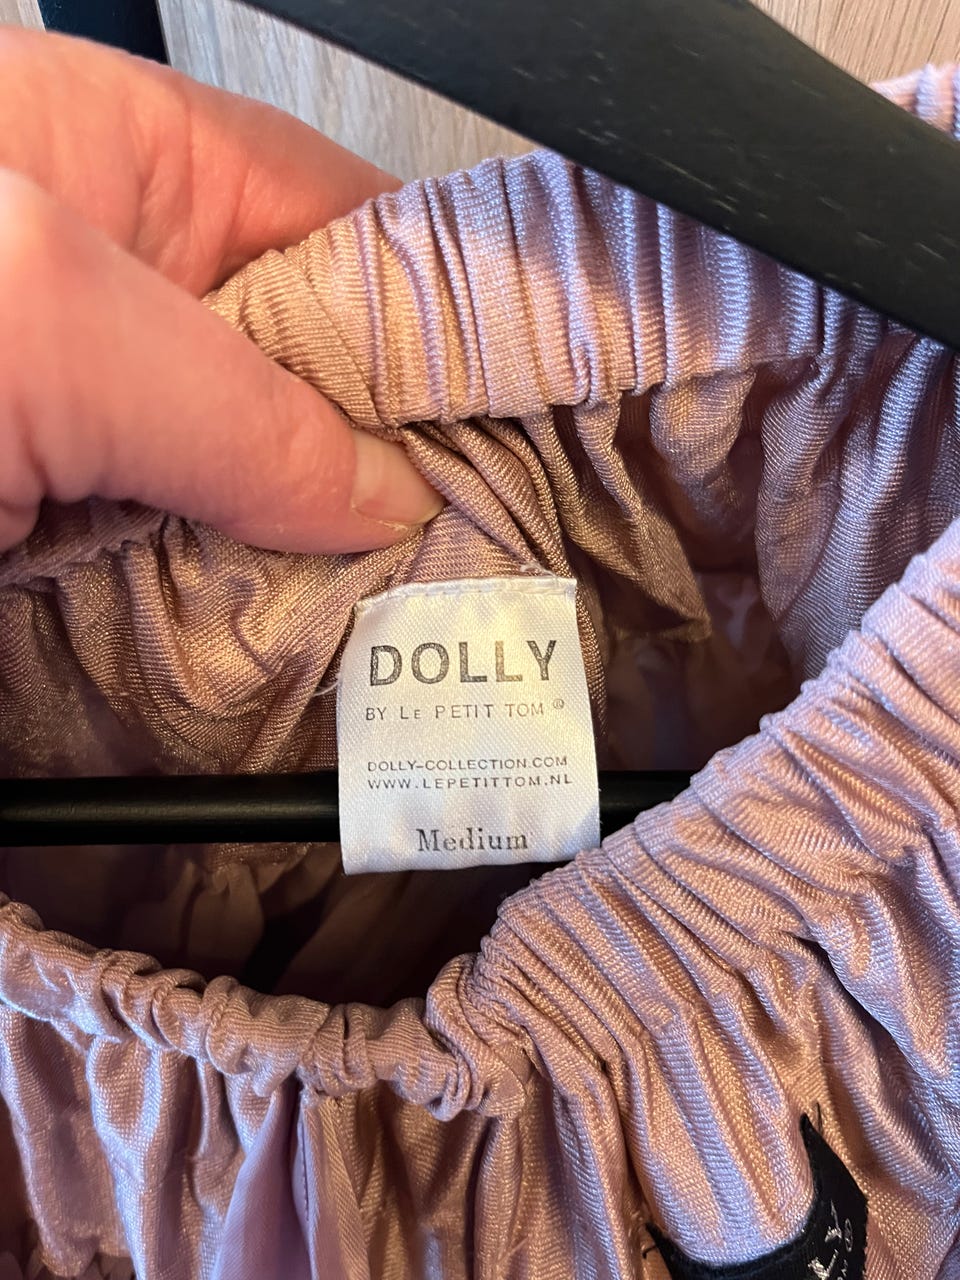 DOLLY
BY LE PETIT TOM ®
DOLLY-COLLECTION.COM
WWW.LEPETITTOM.NL
Medium